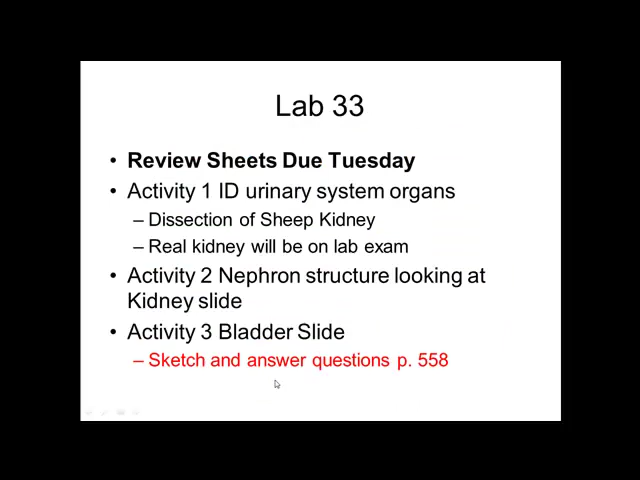 Lab 33
• Review Sheets Due Tuesday
• Activity 1 ID urinary system organs
– Dissection of Sheep Kidney
– Real kidney will be on lab exam
• Activity 2 Nephron structure looking at
Kidney slide
• Activity 3 Bladder Slide
– Sketch and answer questions p. 558